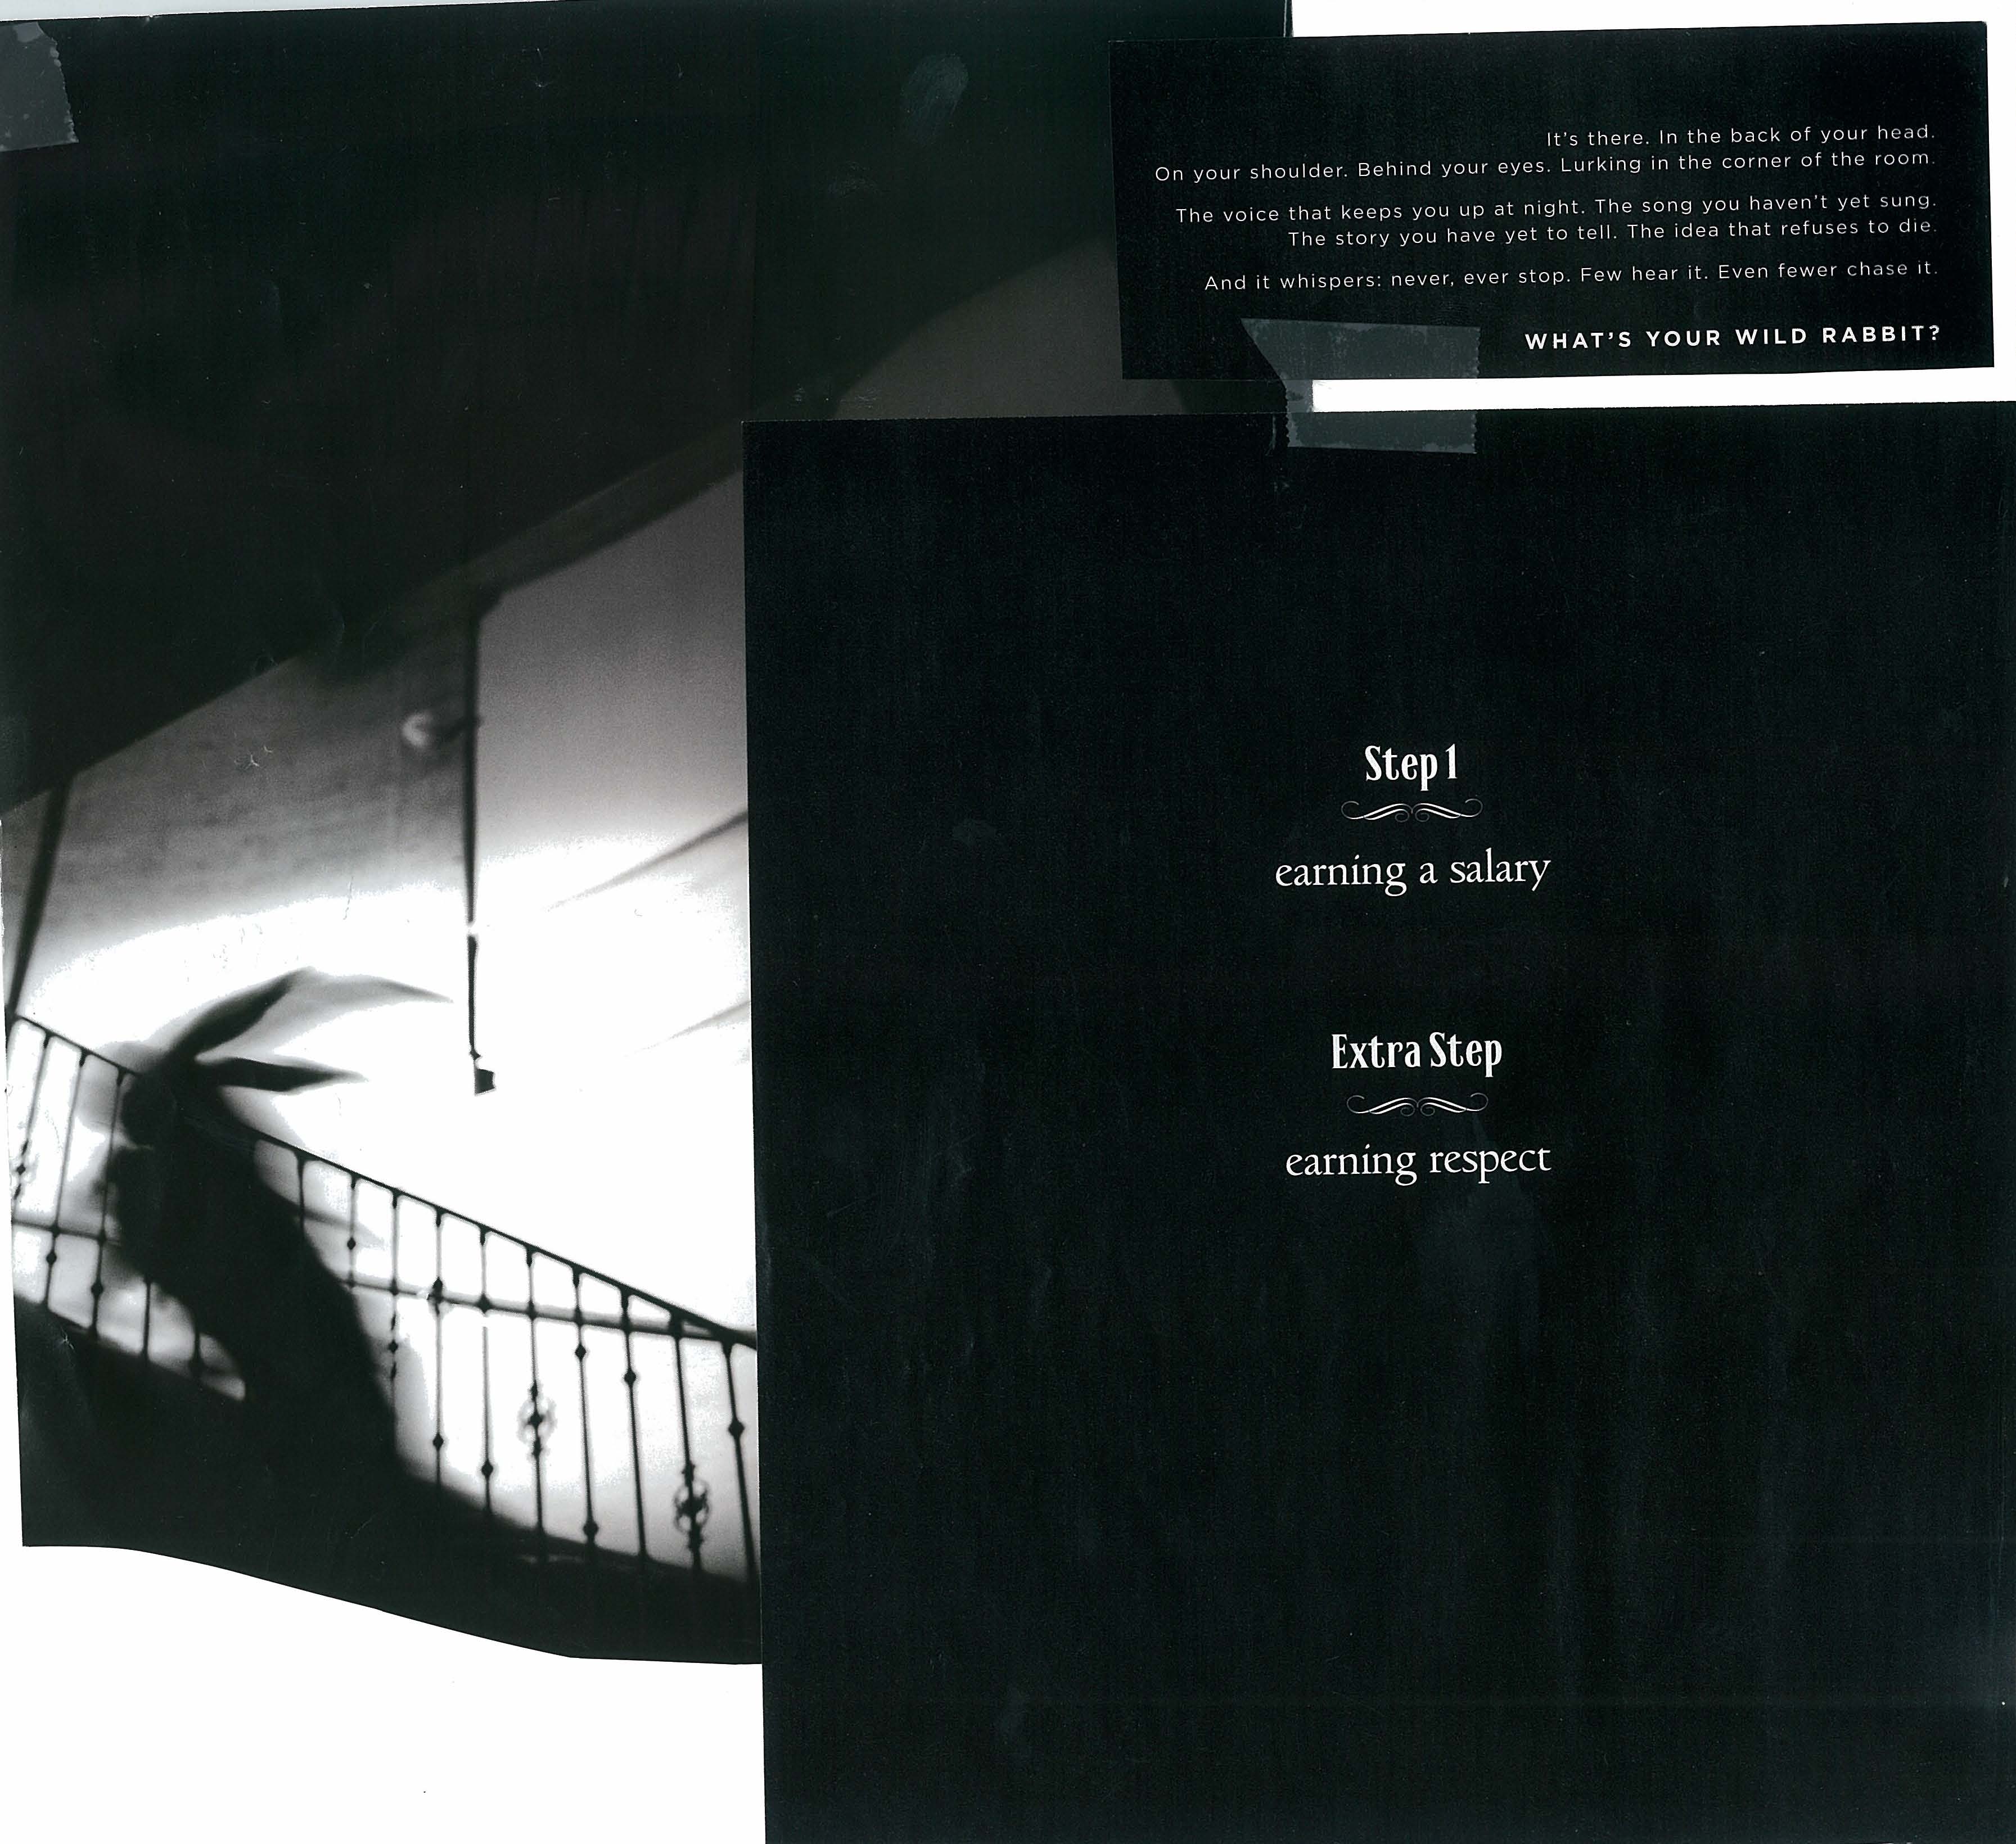 It's there. In the back of your head.
On your shoulder. Behind your eyes. Lurking in the corner of the room.
The voice that keeps you up at night. The song you haven't yet sung.
The story you have yet to tell. The idea that refuses to die.
And it whispers: never, ever stop. Few hear it. Even fewer chase it.
WHAT'S YOUR WILD RABBIT?
Step 1
earning a salary
Extra Step
earning respect